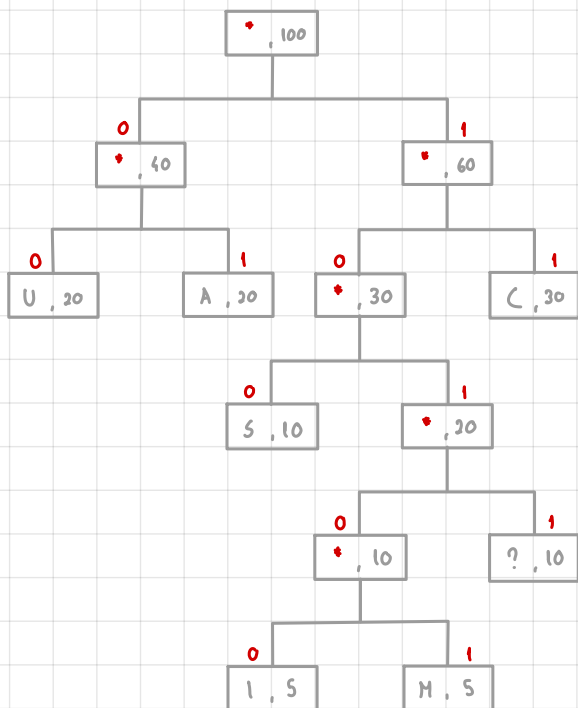 * , 100
0 1
* , 40 * , 60
0 1 0 1
U , 20 A , 20 * , 30 C , 30
0 1
S , 10 * , 20
0 1
* , 10 ? , 10
0 1
I , 5 M , 5